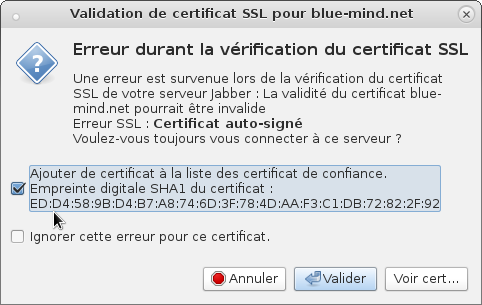 Validation de certificat SSL pour blue-mind.net
Erreur durant la vérification du certificat SSL
Une erreur est survenue lors de la vérification du certificat
SSL de votre serveur Jabber : La validité du certificat blue-
mind.net pourrait être invalide
Erreur SSL : Certificat auto-signé
Voulez-vous toujours vous connecter à ce serveur ?
Ajouter de certificat à la liste des certificat de confiance.
Empreinte digitale SHA1 du certificat :
ED:D4:58:9B:D4:B7:A8:74:6D:3F:78:4D:AA:F3:C1:DB:72:82:2F:92
Ignorer cette erreur pour ce certificat.
Annuler
Valider
Voir cert...